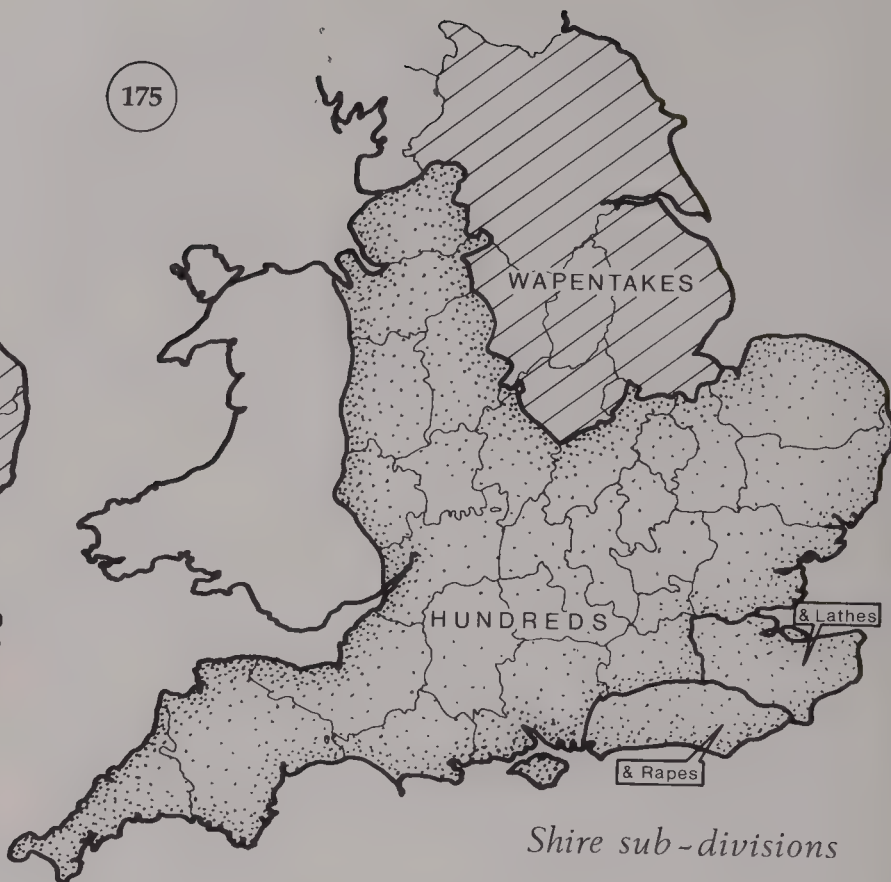 175
WAPENTAKES
HUNDREDS
& Lathes
& Rapes
Shire sub-divisions